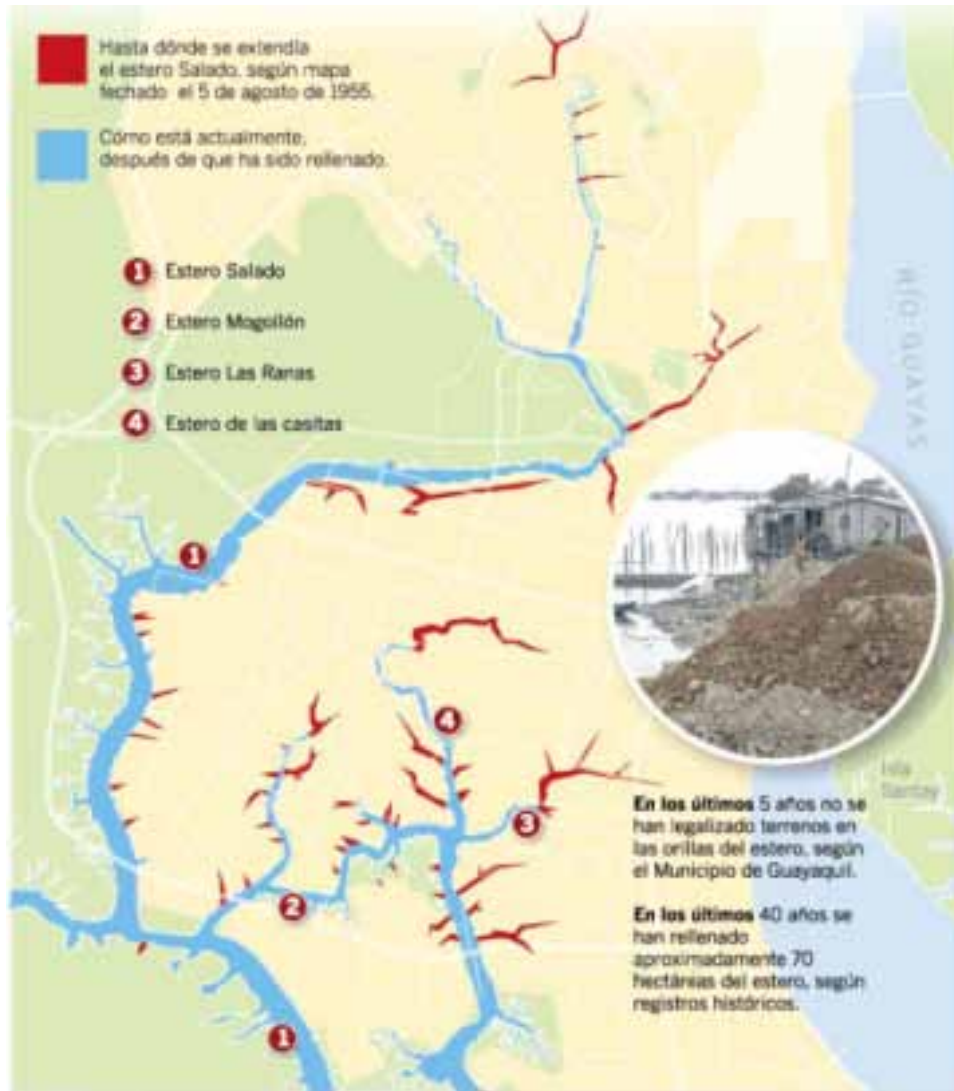 Hasta dónde se extendía
el estero Salado, según mapa
fechado el 5 de agosto de 1955.
Cómo está actualmente,
después de que ha sido rellenado.
1 Estero Salado
2 Estero Mogollón
3 Estero Las Ranas
4 Estero de las casitas
RÍO GUAYAS
1
4
3
2
1
Isla
Santay
En los últimos 5 años no se
han legalizado terrenos en
las orillas del estero, según
el Municipio de Guayaquil.
En los últimos 40 años se
han rellenado
aproximadamente 70
hectáreas del estero, según
registros históricos.